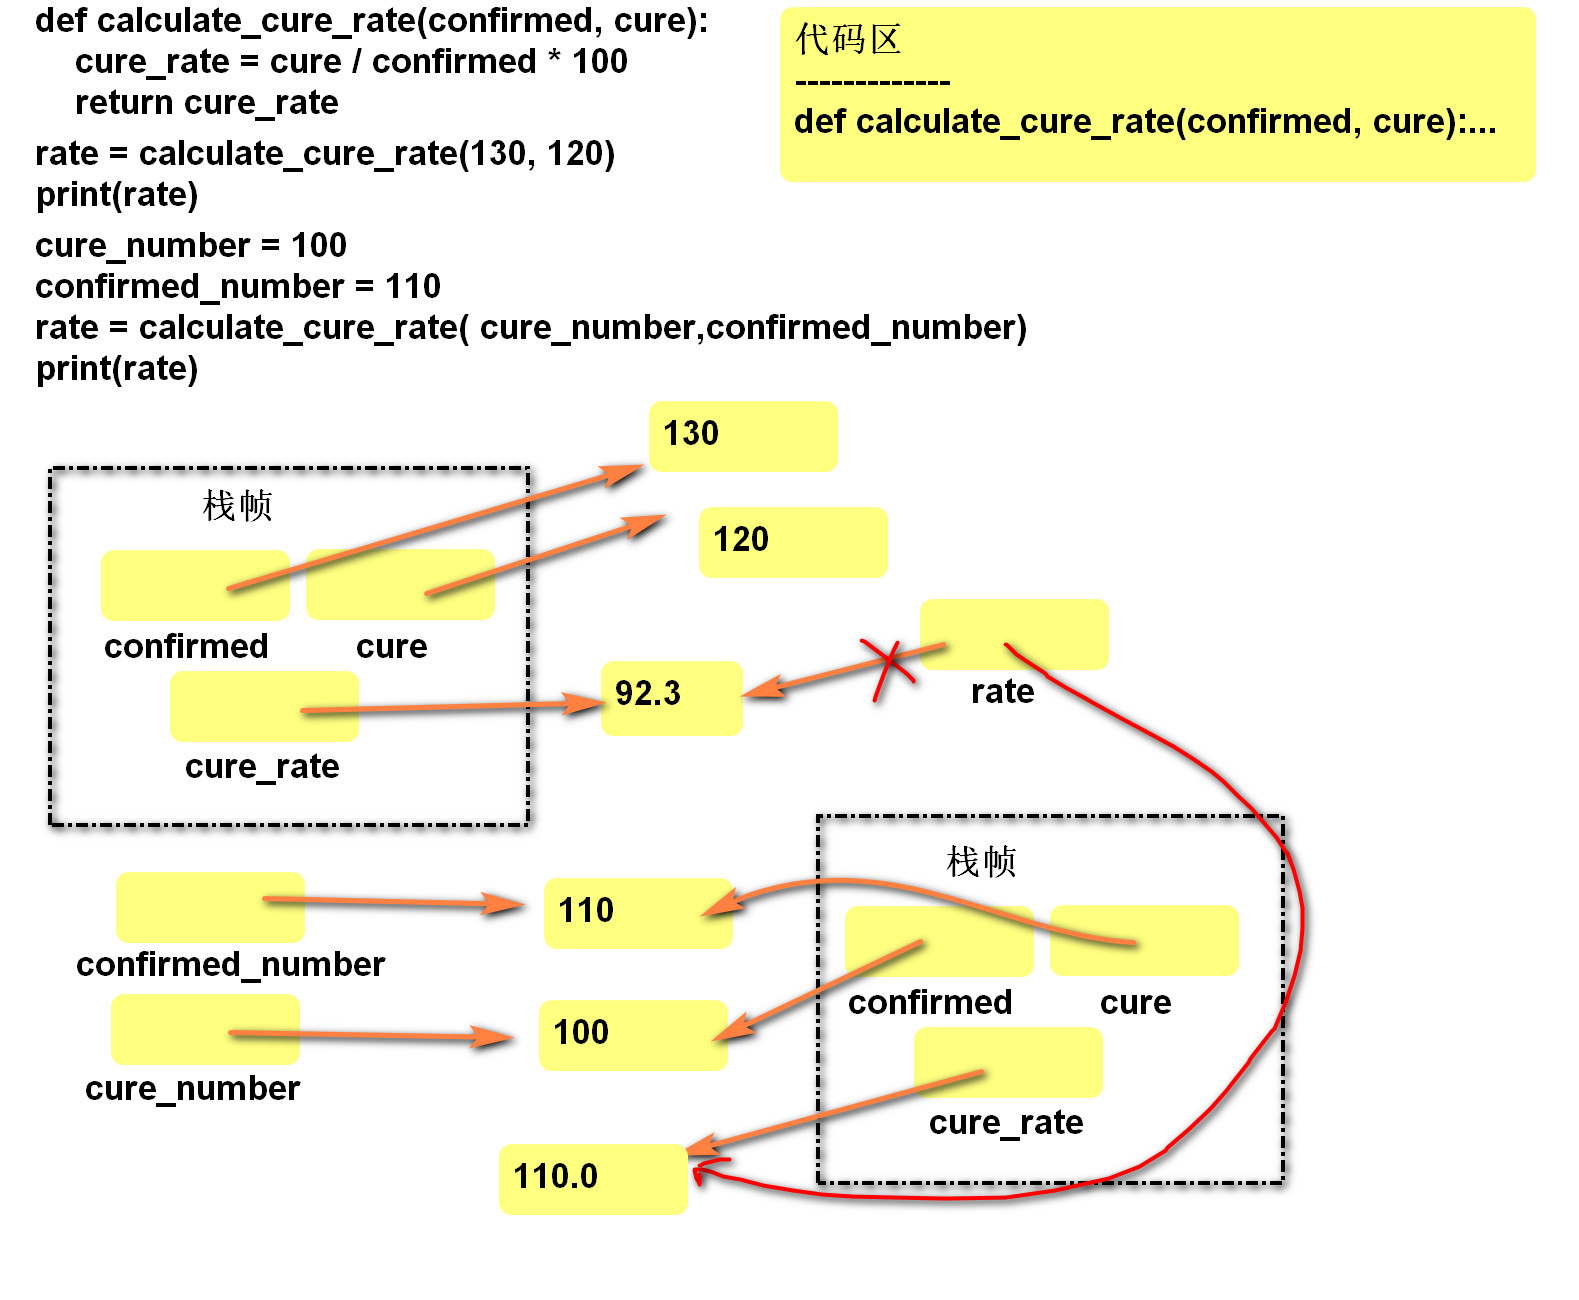 def calculate_cure_rate(confirmed, cure):
    cure_rate = cure / confirmed * 100
    return cure_rate
rate = calculate_cure_rate(130, 120)
print(rate)
cure_number = 100
confirmed_number = 110
rate = calculate_cure_rate( cure_number,confirmed_number)
print(rate)
代码区
-------------
def calculate_cure_rate(confirmed, cure):...
130
栈帧
120
confirmed
cure
92.3
rate
cure_rate
栈帧
110
confirmed_number
confirmed
cure
100
cure_number
cure_rate
110.0